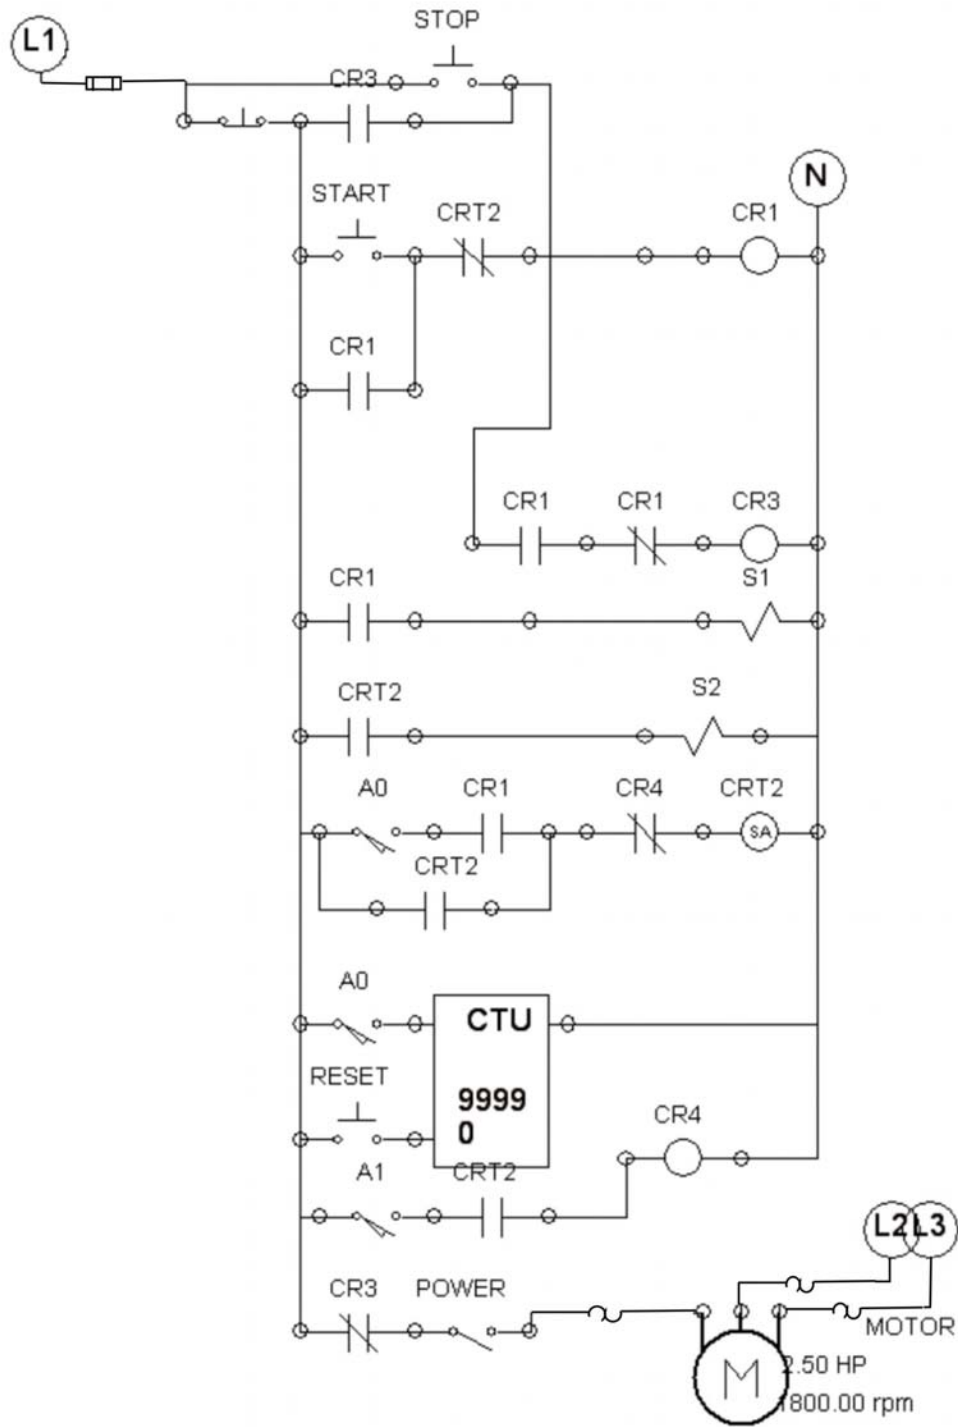 STOP
L1
CR3
N
START
CRT2
CR1
CR1
CR1
CR1
CR3
CR1
S1
CRT2
S2
A0
CR1
CR4
CRT2
SA
CRT2
A0
CTU
RESET
9999
0
CR4
A1
CRT2
L2
L3
CR3
POWER
MOTOR
M
2.50 HP
1800.00 rpm